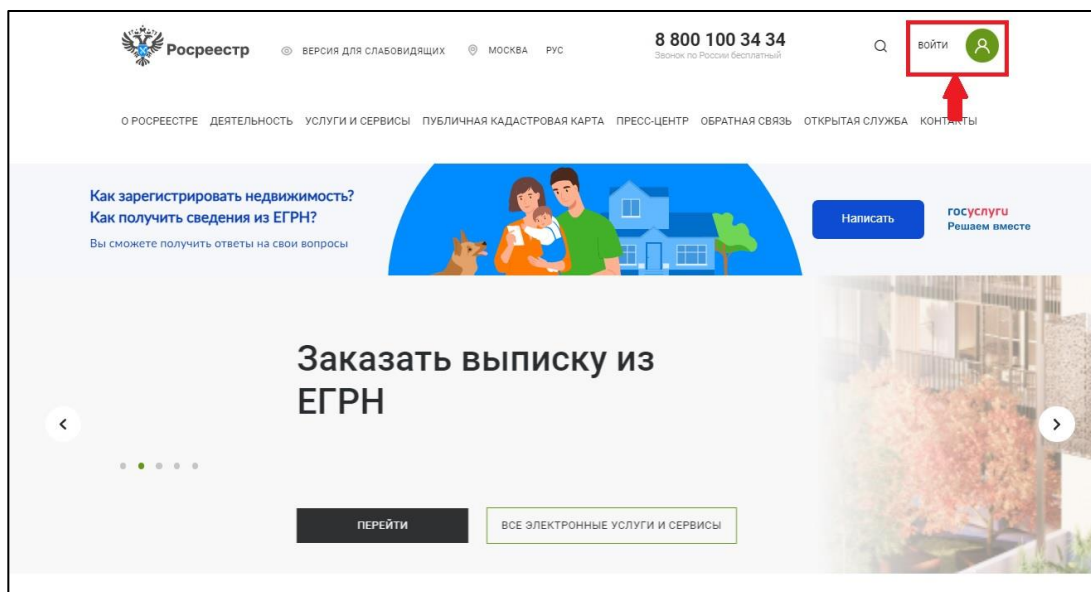 Росреестр
ВЕРСИЯ ДЛЯ СЛАБОВИДЯЩИХ
МОСКВА
РУС
8 800 100 34 34
Звонок по России бесплатный
ВОЙТИ
О РОСРЕЕСТРЕ ДЕЯТЕЛЬНОСТЬ УСЛУГИ И СЕРВИСЫ ПУБЛИЧНАЯ КАДАСТРОВАЯ КАРТА ПРЕСС-ЦЕНТР ОБРАТНАЯ СВЯЗЬ ОТКРЫТАЯ СЛУЖБА КОНТАКТЫ
Как зарегистрировать недвижимость?
Как получить сведения из ЕГРН?
Вы сможете получить ответы на свои вопросы
Написать
госуслуги
Решаем вместе
Заказать выписку из
ЕГРН
ПЕРЕЙТИ
ВСЕ ЭЛЕКТРОННЫЕ УСЛУГИ И СЕРВИСЫ